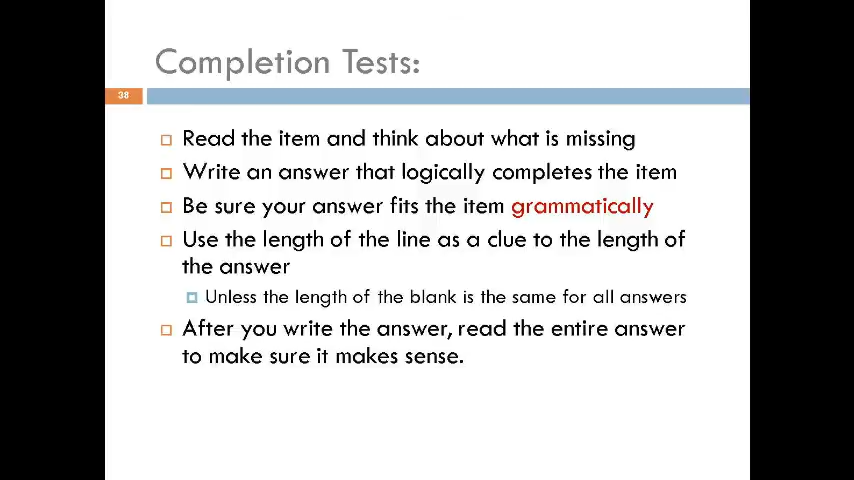 Completion Tests:
38
Read the item and think about what is missing
Write an answer that logically completes the item
Be sure your answer fits the item grammatically
Use the length of the line as a clue to the length of
the answer
Unless the length of the blank is the same for all answers
After you write the answer, read the entire answer
to make sure it makes sense.